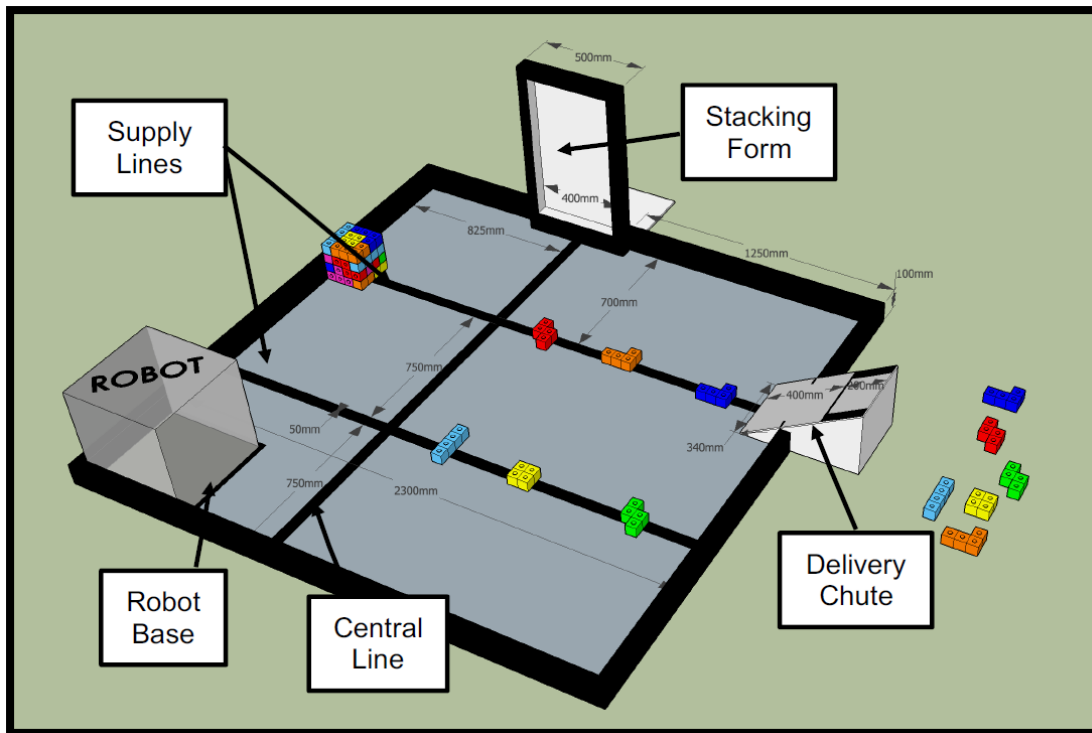 500mm
Supply
Lines
Stacking
Form
400mm
825mm
1250mm
100mm
700mm
ROBOT
750mm
400mm
200mm
50mm
340mm
750mm
2300mm
Robot
Base
Central
Line
Delivery
Chute